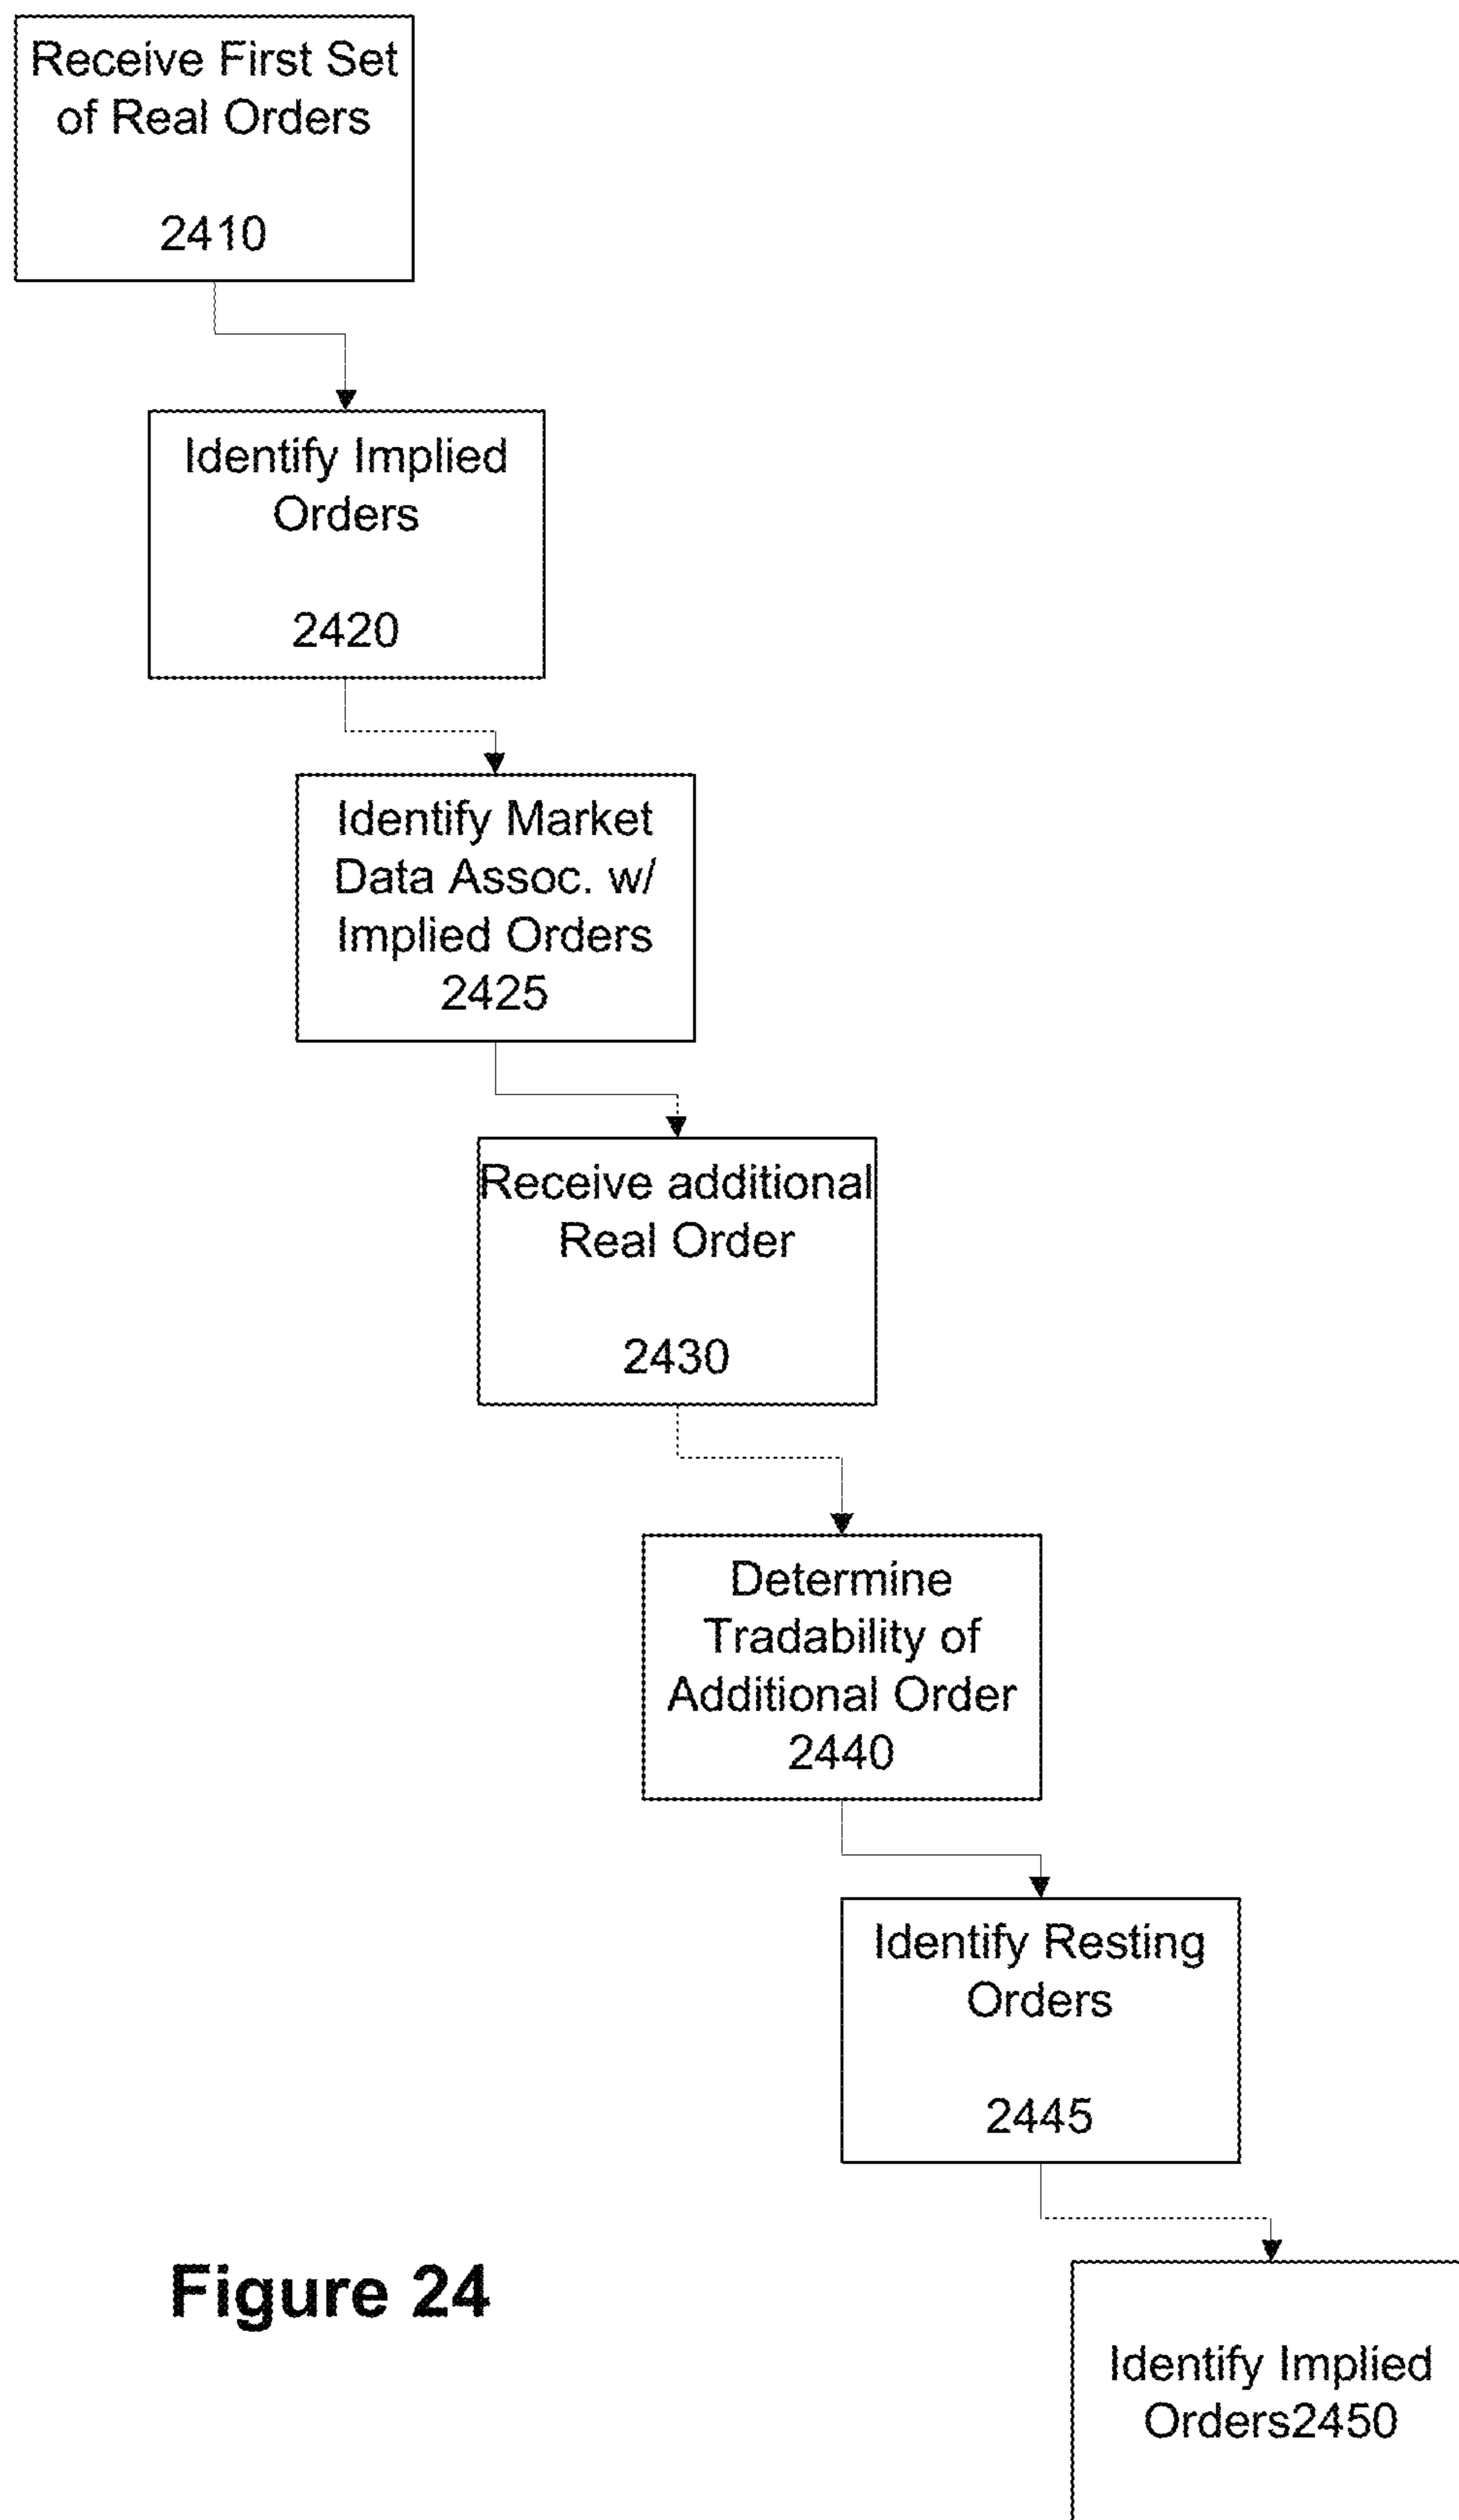 Receive First Set
of Real Orders
2410
Identify Implied
Orders
2420
Identify Market
Data Assoc. w/
Implied Orders
2425
Receive additional
Real Order
2430
Determine
Tradability of
Additional Order
2440
Identify Resting
Orders
2445
Figure 24
Identify Implied
Orders2450